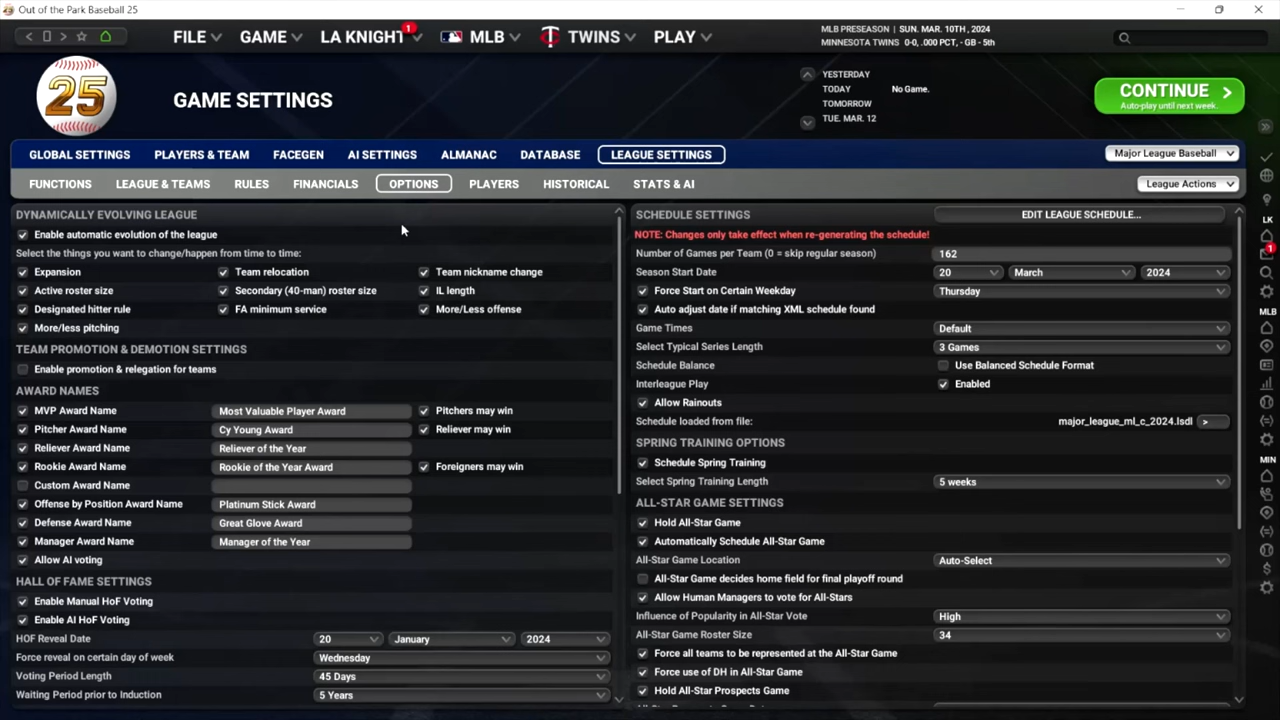 Out of the Park Baseball 25
FILE
GAME
LA KNIGHT
1
MLB
TWINS
PLAY
MLB PRESEASON | SUN. MAR. 10TH, 2024
MINNESOTA TWINS 0-0, .000 PCT, - GB - 5th
25
GAME SETTINGS
YESTERDAY
TODAY No Game.
TOMORROW
TUE. MAR. 12
CONTINUE
Auto-play until next week.
GLOBAL SETTINGS
PLAYERS & TEAM
FACEGEN
AI SETTINGS
ALMANAC
DATABASE
LEAGUE SETTINGS
Major League Baseball
FUNCTIONS
LEAGUE & TEAMS
RULES
FINANCIALS
OPTIONS
PLAYERS
HISTORICAL
STATS & AI
League Actions
DYNAMICALLY EVOLVING LEAGUE
Enable automatic evolution of the league
Select the things you want to change/happen from time to time:
Expansion Team relocation Team nickname change
Active roster size Secondary (40-man) roster size IL length
Designated hitter rule FA minimum service More/Less offense
More/less pitching
TEAM PROMOTION & DEMOTION SETTINGS
Enable promotion & relegation for teams
AWARD NAMES
MVP Award Name Most Valuable Player Award Pitchers may win
Pitcher Award Name Cy Young Award Reliever may win
Reliever Award Name Reliever of the Year
Rookie Award Name Rookie of the Year Award Foreigners may win
Custom Award Name
Offense by Position Award Name Platinum Stick Award
Defense Award Name Great Glove Award
Manager Award Name Manager of the Year
Allow AI voting
HALL OF FAME SETTINGS
Enable Manual HoF Voting
Enable AI HoF Voting
HOF Reveal Date 20 January 2024
Force reveal on certain day of week Wednesday
Voting Period Length 45 Days
Waiting Period prior to Induction 5 Years
SCHEDULE SETTINGS
EDIT LEAGUE SCHEDULE...
NOTE: Changes only take effect when re-generating the schedule!
Number of Games per Team (0 = skip regular season) 162
Season Start Date 20 March 2024
Force Start on Certain Weekday Thursday
Auto adjust date if matching XML schedule found
Game Times Default
Select Typical Series Length 3 Games
Schedule Balance Use Balanced Schedule Format
Interleague Play Enabled
Allow Rainouts
Schedule loaded from file: major_league_ml_c_2024.lsdl >
SPRING TRAINING OPTIONS
Schedule Spring Training
Select Spring Training Length 5 weeks
ALL-STAR GAME SETTINGS
Hold All-Star Game
Automatically Schedule All-Star Game
All-Star Game Location Auto-Select
All-Star Game decides home field for final playoff round
Allow Human Managers to vote for All-Stars
Influence of Popularity in All-Star Vote High
All-Star Game Roster Size 34
Force all teams to be represented at the All-Star Game
Force use of DH in All-Star Game
Hold All-Star Prospects Game
LK
1
MLB
MIN